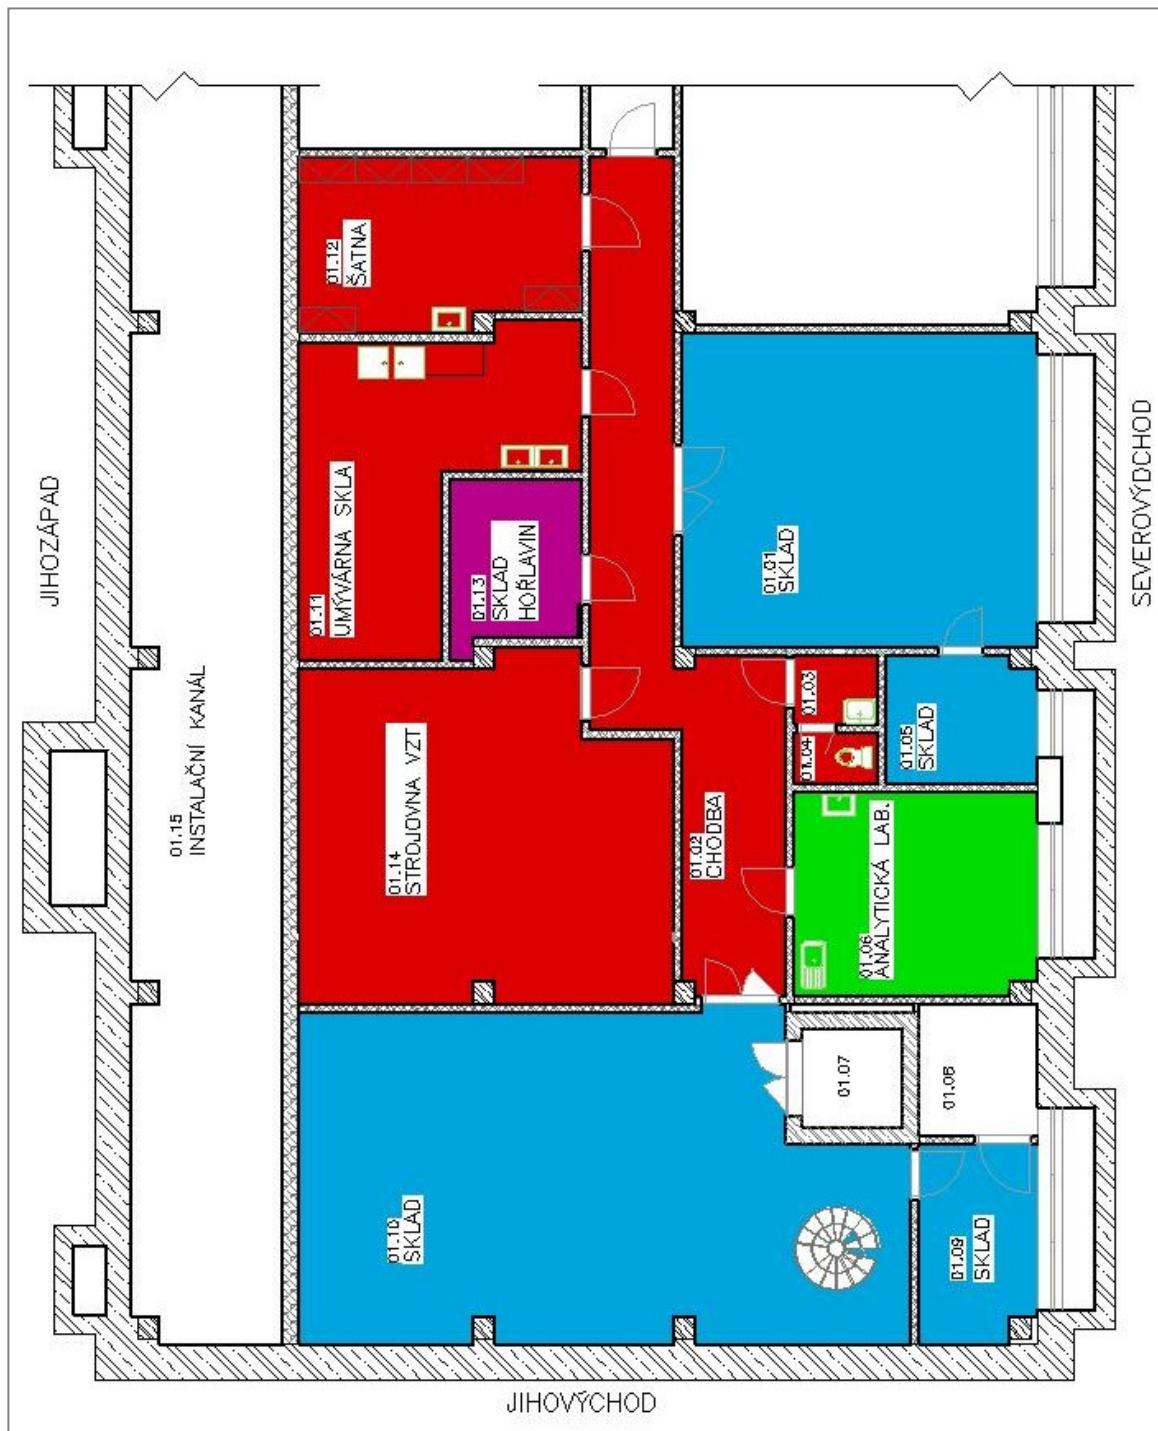 01.12
ŠATNA
JIHOZÁPAD
SEVEROVÝDCHOD
01.11
UMÝVÁRNA SKLA
01.13
SKLAD
HOŘLAVIN
01.01
SKLAD
01.15
INSTALAČNÍ KANÁL
01.14
STROJOVNA VZT
01.02
CHODBA
01.03
01.04
01.05
SKLAD
01.06
ANALYTICKÁ LAB.
01.07
01.08
01.10
SKLAD
01.09
SKLAD
JIHOVÝCHOD